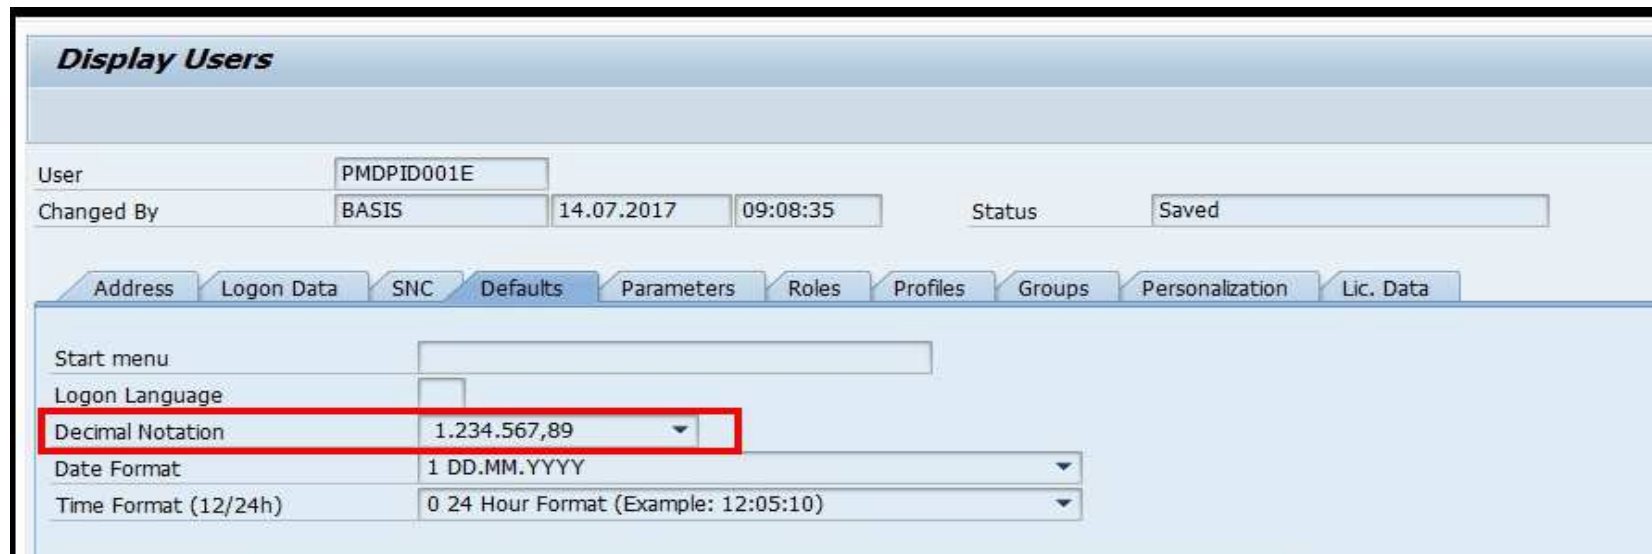 Display Users
User PMDPID001E
Changed By BASIS 14.07.2017 09:08:35 Status Saved
Address Logon Data SNC Defaults Parameters Roles Profiles Groups Personalization Lic. Data
Start menu
Logon Language
Decimal Notation 1.234.567,89
Date Format 1 DD.MM.YYYY
Time Format (12/24h) 0 24 Hour Format (Example: 12:05:10)